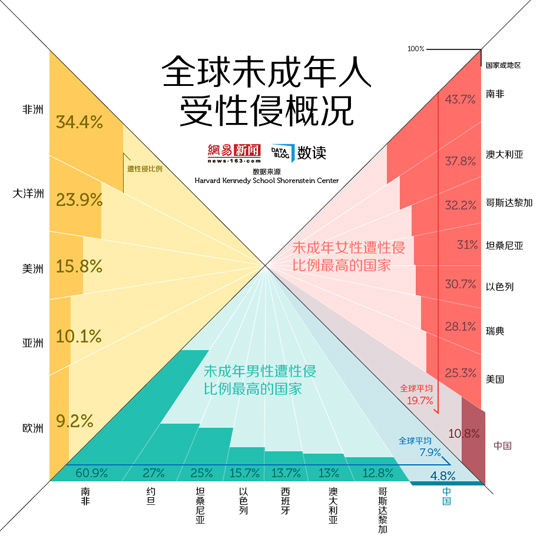 全球未成年人
受性侵概况
網易 新闻
news·163.com
DATA
BLOG
数读
数据来源
Harvard Kennedy School Shorenstein Center
100%
国家或地区
非洲
34.4%
遭性侵比例
大洋洲
23.9%
美洲
15.8%
亚洲
10.1%
欧洲
9.2%
未成年女性遭性侵
比例最高的国家
43.7%
南非
37.8%
澳大利亚
32.2%
哥斯达黎加
31%
坦桑尼亚
30.7%
以色列
28.1%
瑞典
25.3%
美国
全球平均
19.7%
10.8%
中国
未成年男性遭性侵
比例最高的国家
全球平均
7.9%
60.9%
27%
25%
15.7%
13.7%
13%
12.8%
4.8%
南非
约旦
坦桑尼亚
以色列
西班牙
澳大利亚
哥斯达黎加
中国